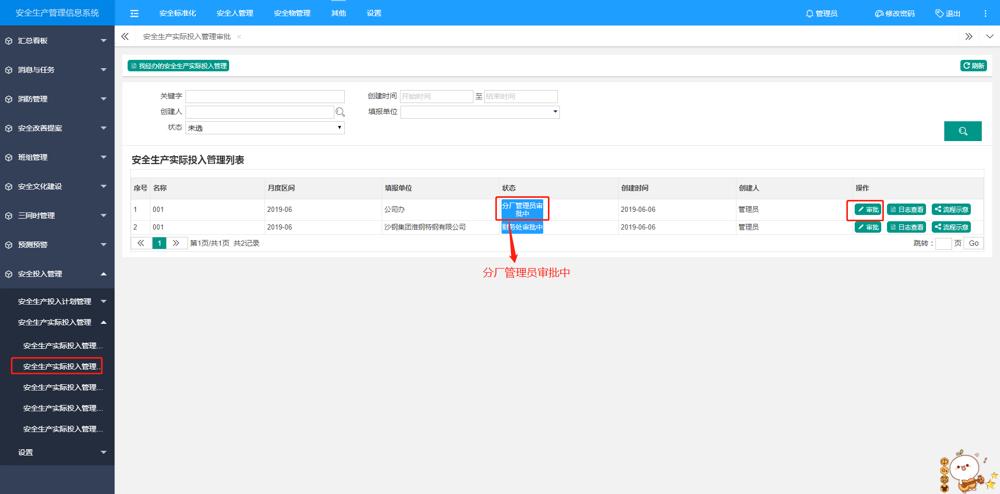 安全生产管理信息系统
安全标准化 安全人管理 安全物管理 其他 设置
管理员 修改密码 退出
汇总看板
消息与任务
消防管理
安全改善提案
班组管理
安全文化建设
三同时管理
预测预警
安全投入管理
安全生产投入计划管理
安全生产实际投入管理
安全生产实际投入管理...
安全生产实际投入管理...
安全生产实际投入管理...
安全生产实际投入管理...
安全生产实际投入管理...
设置
安全生产实际投入管理审批 ×
我经办的安全生产实际投入管理
刷新
关键字 创建时间 开始时间 至 结束时间
创建人 填报单位
状态 未选
安全生产实际投入管理列表
序号 名称 月度区间 填报单位 状态 创建时间 创建人 操作
1 001 2019-06 公司办 分厂管理员审批中 2019-06-06 管理员 审批 日志查看 流程示意
2 001 2019-06 沙钢集团淮钢特钢有限公司 财务处审批中 2019-06-06 管理员 审批 日志查看 流程示意
1 第1页/共1页 共2记录
跳转： 页 Go
分厂管理员审批中
中
简